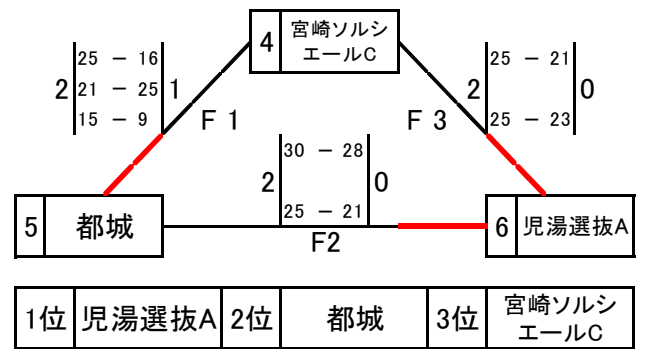 4 宮崎ソルシ
エールC
25 － 16
2 21 － 25 1
15 － 9
F 1
25 － 21
2 0
25 － 23
F 3
30 － 28
2 0
25 － 21
F2
5 都城
6 児湯選抜A
1位 児湯選抜A 2位 都城 3位 宮崎ソルシ
エールC